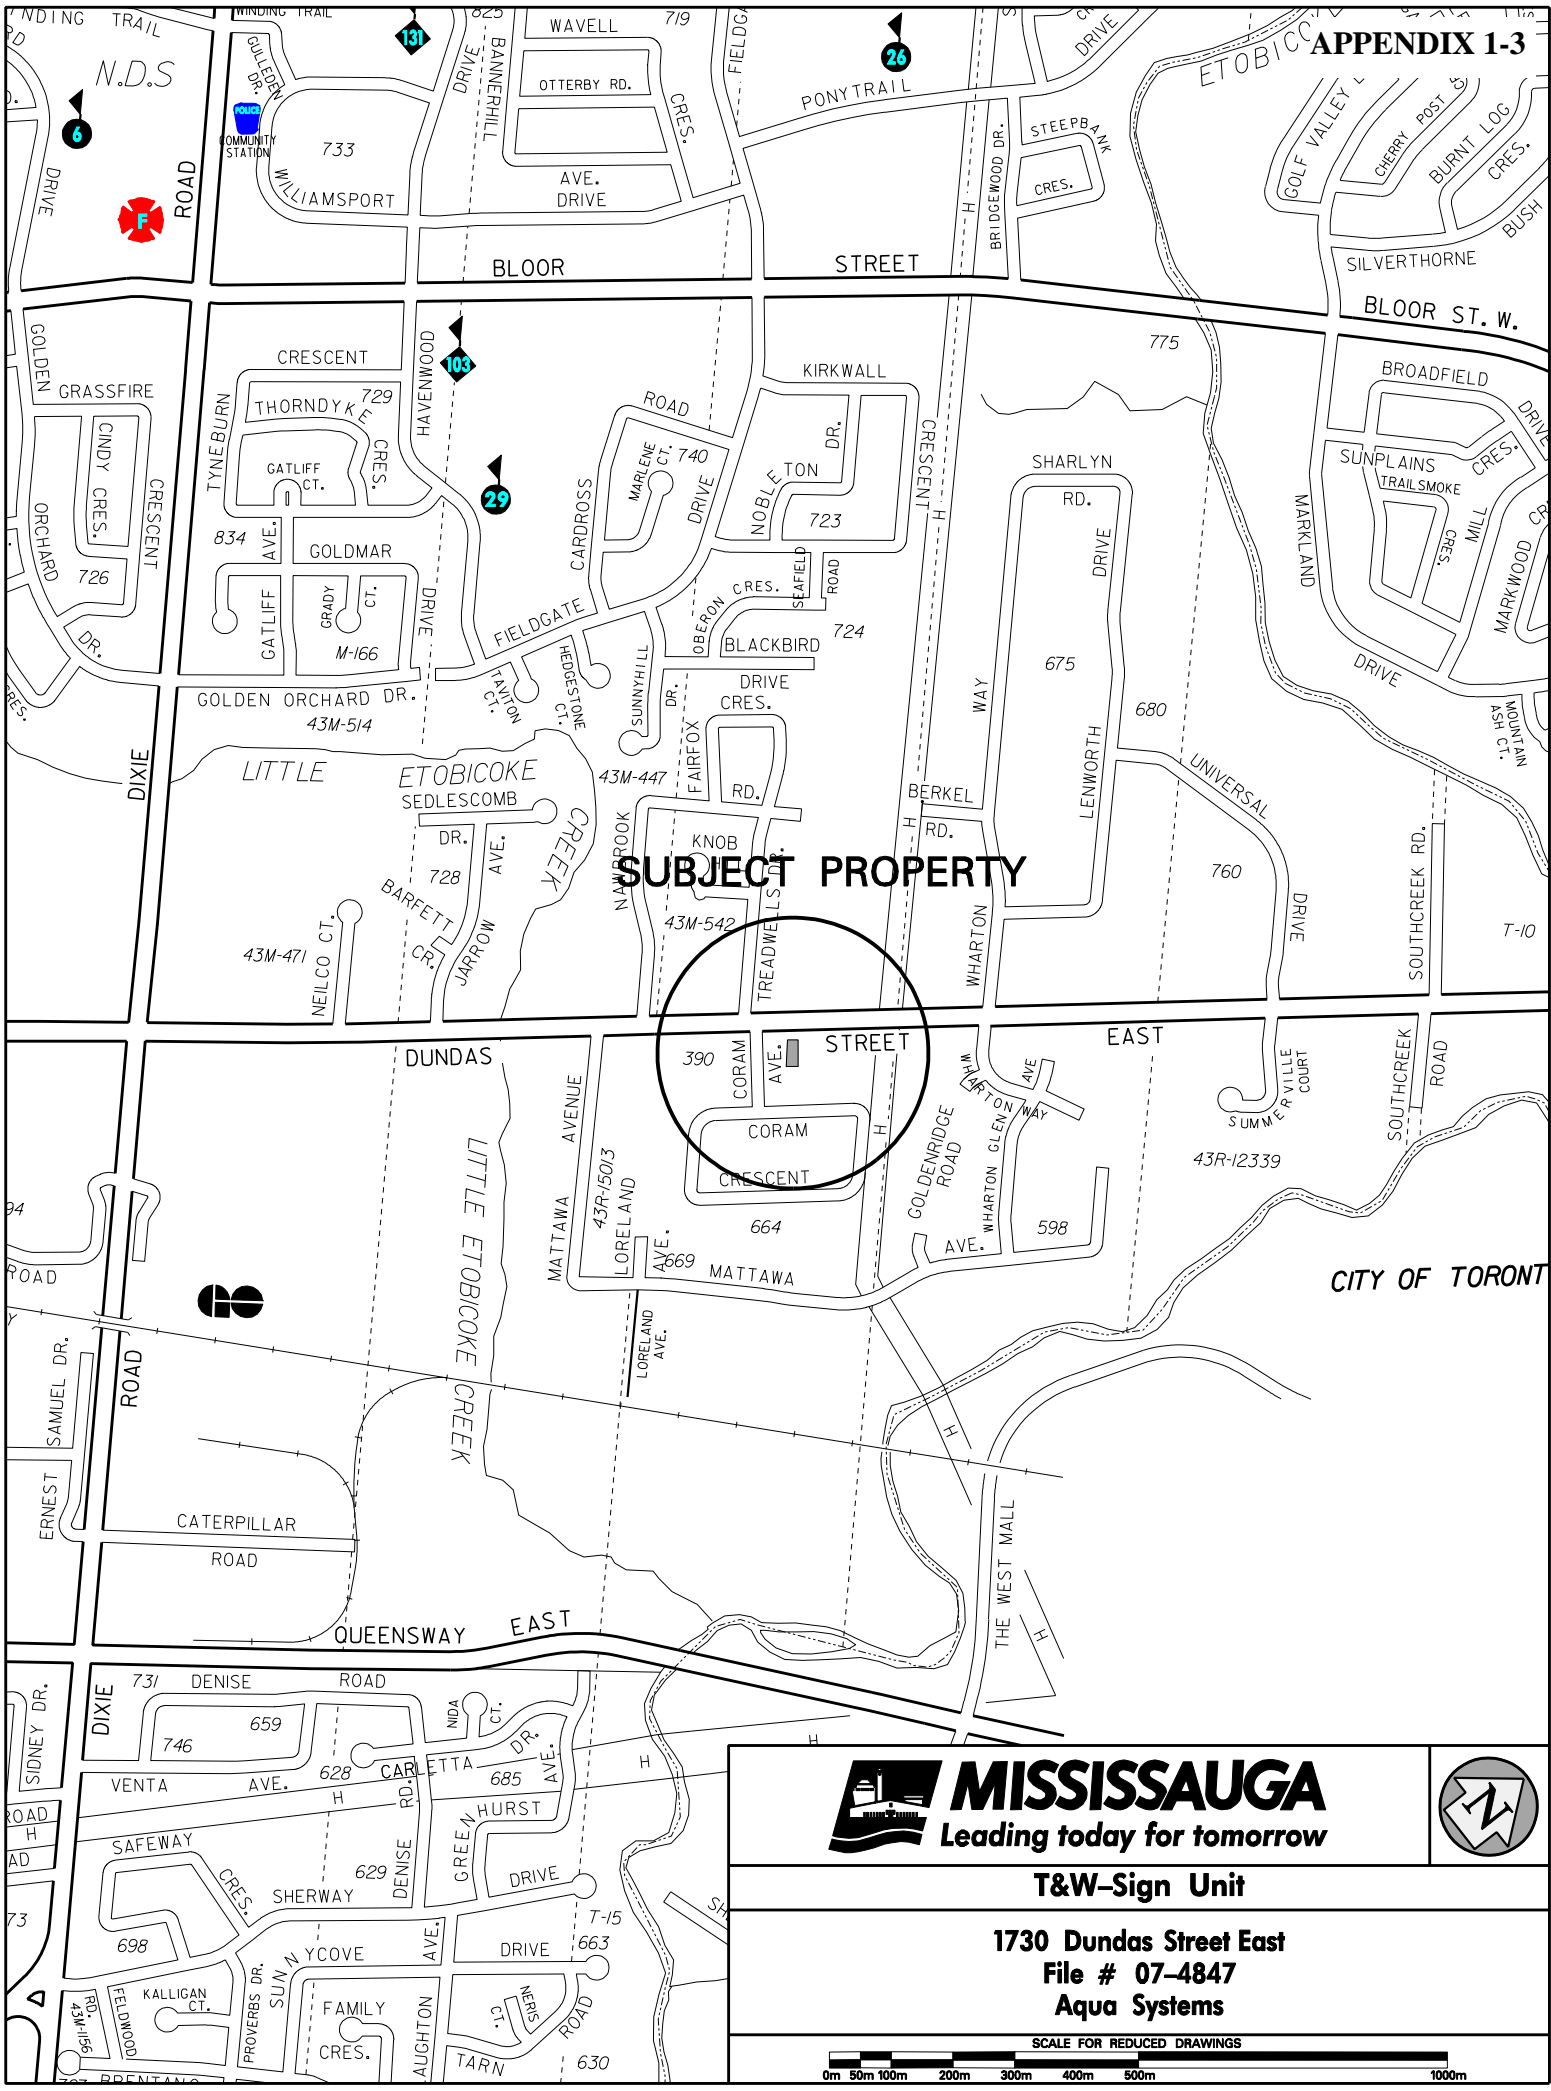 APPENDIX 1-3
WINDING TRAIL
N.D.S
6
F
DRIVE
ROAD
GULLEDEN DR.
POLICE
COMMUNITY
STATION
131
825
733
WILLIAMSPORT
DRIVE
BANNERHILL
WAVELL
719
OTTERBY RD.
CRES.
AVE.
DRIVE
26
PONYTRAIL
DRIVE
STEEPBANK
CRES.
BRIDGEWOOD DR.
H
GOLF VALLEY
CHERRY POST
BURNT LOG
CRES.
BUSH
SILVERTHORNE
BLOOR
STREET
BLOOR ST. W.
775
GOLDEN
GRASSFIRE
CINDY CRES.
CRESCENT
ORCHARD
726
DR.
CRESCENT
729
THORNDYKE
CRES.
TYNEBURN
HAVENWOOD
103
29
GATLIFF
CT.
834
AVE.
GOLDMAR
GATLIFF
GRADY
CT.
DRIVE
M-166
GOLDEN ORCHARD DR.
43M-514
FIELDGATE
TAVITON
CT.
HEDGESTONE
CT.
CARDROSS
ROAD
MARLENE
CT.
740
DRIVE
KIRKWALL
NOBLETON
DR.
723
CRESCENT
H
SEAFIELD
ROAD
OBERON
CRES.
724
BLACKBIRD
DRIVE
SUNNYHILL
DR.
CRES.
FAIRFOX
RD.
SHARLYN
RD.
DRIVE
675
680
WAY
LENWORTH
UNIVERSAL
DRIVE
760
BERKEL
RD.
H
WHARTON
BROADFIELD
DRIVE
SUNPLAINS
CRES.
TRAILSMOKE
CRES.
MILL
MARKLAND
MARKWOOD
DRIVE
MOUNTAIN
ASH CT.
DIXIE
LITTLE
ETOBICOKE
CREEK
43M-447
SEDLESCOMB
DR.
AVE.
728
BARFETT
CR.
JARROW
43M-471
NEILCO CT.
NAWBROOK
KNOB
SUBJECT PROPERTY
43M-542
TREADWELLS DR.
SOUTHCREEK RD.
T-10
DUNDAS
STREET
EAST
390
CORAM
AVE.
CORAM
CRESCENT
H
664
WHARTON WAY
AVE
WHARTON GLEN
GOLDENRIDGE
ROAD
AVE.
598
SUMMERVILLE
COURT
SOUTHCREEK
ROAD
43R-12339
MATTAWA
AVENUE
43R-15013
LORELAND
AVE.
669
MATTAWA
LORELAND
AVE.
LITTLE ETOBICOKE CREEK
CITY OF TORONT
ROAD
ROAD
SAMUEL DR.
ERNEST
CATERPILLAR
ROAD
H
THE WEST MALL
H
QUEENSWAY
EAST
731
DENISE
ROAD
DIXIE
SIDNEY DR.
659
746
NIDA
CT.
CARLETTA
DR.
AVE.
VENTA
AVE.
628
685
RD.
H
H
H
HURST
GREEN
ROAD
H
SAFEWAY
CRES.
629
DENISE
SHERWAY
DRIVE
T-15
73
698
SUNNYCOVE
AVE.
DRIVE
663
KALLIGAN
CT.
RD.
43M-1156
FELDWOOD
PROVERBS DR.
FAMILY
CRES.
AUGHTON
NERIS
CT.
ROAD
TARN
630
BRENTANO
MISSISSAUGA
Leading today for tomorrow
N
T&W-Sign Unit
1730 Dundas Street East
File # 07-4847
Aqua Systems
SCALE FOR REDUCED DRAWINGS
0m 50m 100m 200m 300m 400m 500m 1000m